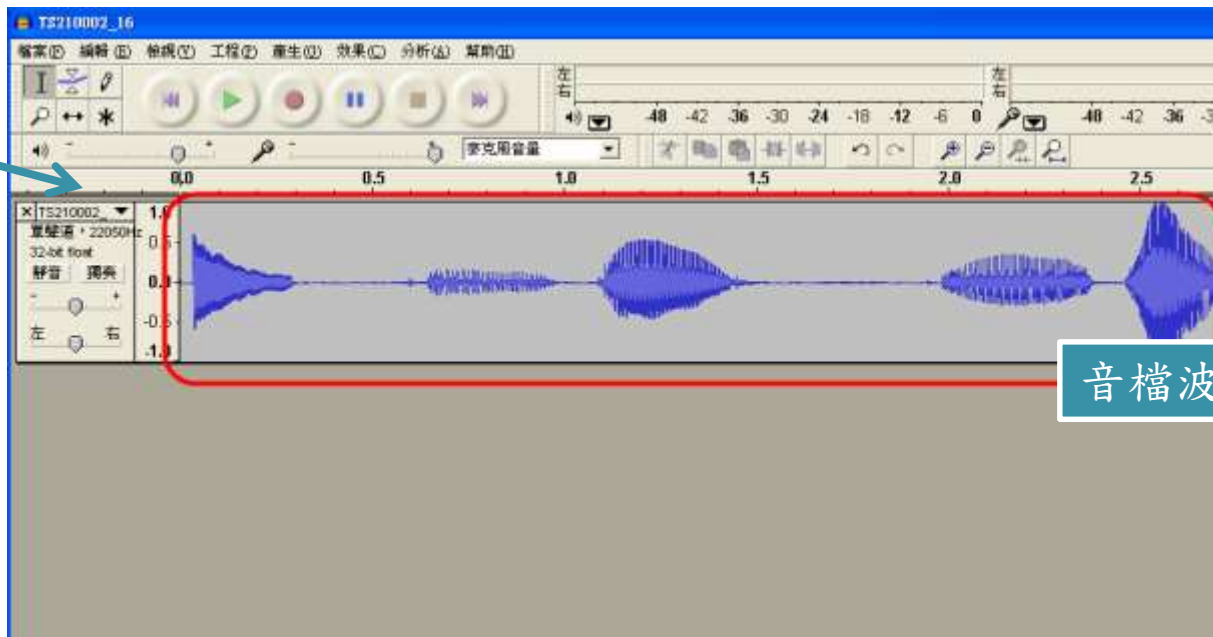 TS210002_16
檔案(F) 編輯(E) 檢視(V) 工程(P) 產生(G) 效果(C) 分析(A) 幫助(H)
左
右
左
右
-48 -42 -36 -30 -24 -18 -12 -6 0
-48 -42 -36 -3
麥克風音量
0.0 0.5 1.0 1.5 2.0 2.5
TS210002_
單聲道，22050Hz
32-bit float
靜音 獨奏
- +
左 右
1.0
0.5
0.0
-0.5
-1.0
音檔波